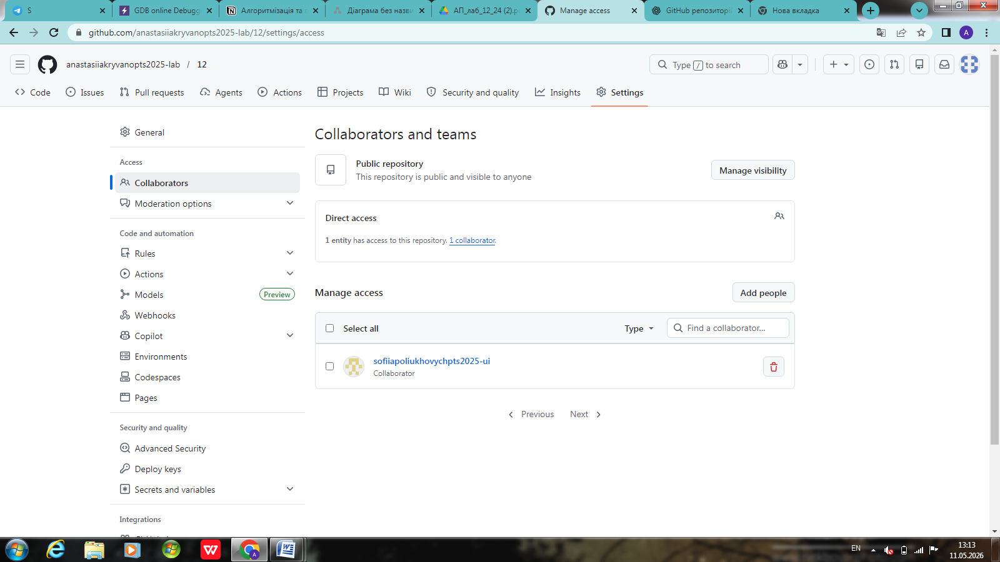 S
GDB online Debugg
Алгоритмізація та п
Діаграма без назви
АП_лаб_12_24 (2).p
Manage access
GitHub репозиторі
Нова вкладка
github.com/anastasiiakryvanopts2025-lab/12/settings/access
A
anastasiiakryvanopts2025-lab / 12
Type / to search
Code
Issues
Pull requests
Agents
Actions
Projects
Wiki
Security and quality
Insights
Settings
General
Access
Collaborators
Moderation options
Code and automation
Rules
Actions
Models
Preview
Webhooks
Copilot
Environments
Codespaces
Pages
Security and quality
Advanced Security
Deploy keys
Secrets and variables
Integrations
Collaborators and teams
Public repository
This repository is public and visible to anyone
Manage visibility
Direct access
1 entity has access to this repository. 1 collaborator.
Manage access
Add people
Select all
Type
Find a collaborator...
sofiiapoliukhovychpts2025-ui
Collaborator
Previous
Next
EN
13:13
11.05.2026